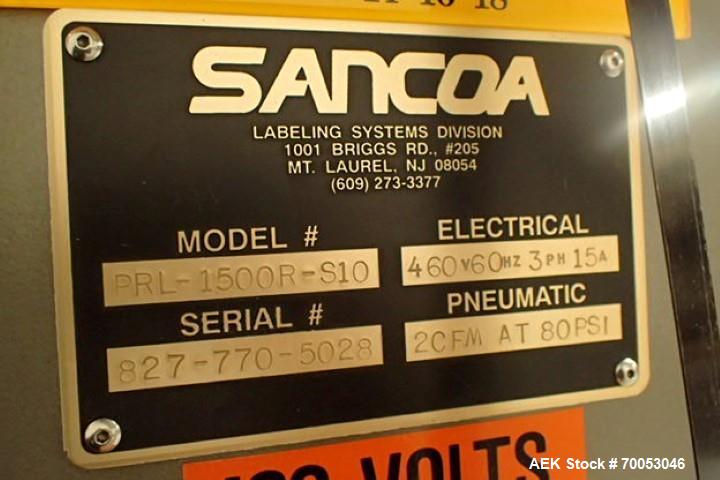 SANCOA
LABELING SYSTEMS DIVISION
1001 BRIGGS RD., #205
MT. LAUREL, NJ 08054
(609) 273-3377
MODEL #
PRL-1500R-S10
SERIAL #
827-770-5028
ELECTRICAL
460V60HZ 3PH 15A
PNEUMATIC
2CFM AT 80PSI
VOLTS
AEK Stock # 70053046